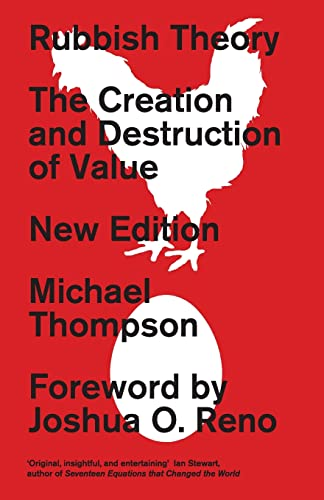 Rubbish Theory
The Creation
and Destruction
of Value
New Edition
Michael
Thompson
Foreword by
Joshua O. Reno
‘Original, insightful, and entertaining’ Ian Stewart,
author of Seventeen Equations that Changed the World